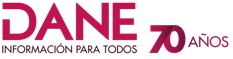 DANE
INFORMACIÓN PARA TODOS
70 AÑOS